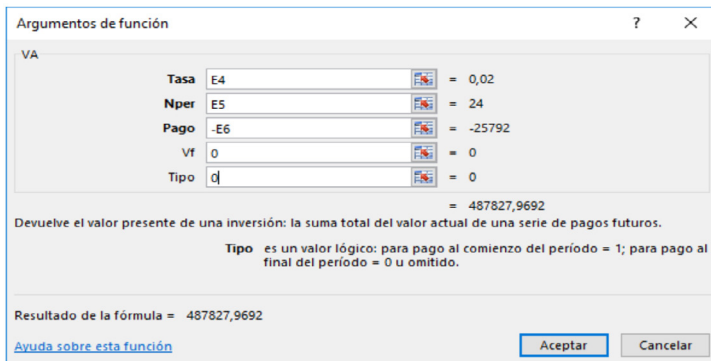 Argumentos de función ? ×
VA
Tasa E4 = 0,02
Nper E5 = 24
Pago -E6 = -25792
Vf 0 = 0
Tipo 0 = 0
= 487827,9692
Devuelve el valor presente de una inversión: la suma total del valor actual de una serie de pagos futuros.
Tipo es un valor lógico: para pago al comienzo del período = 1; para pago al
final del período = 0 u omitido.
Resultado de la fórmula = 487827,9692
Ayuda sobre esta función Aceptar Cancelar